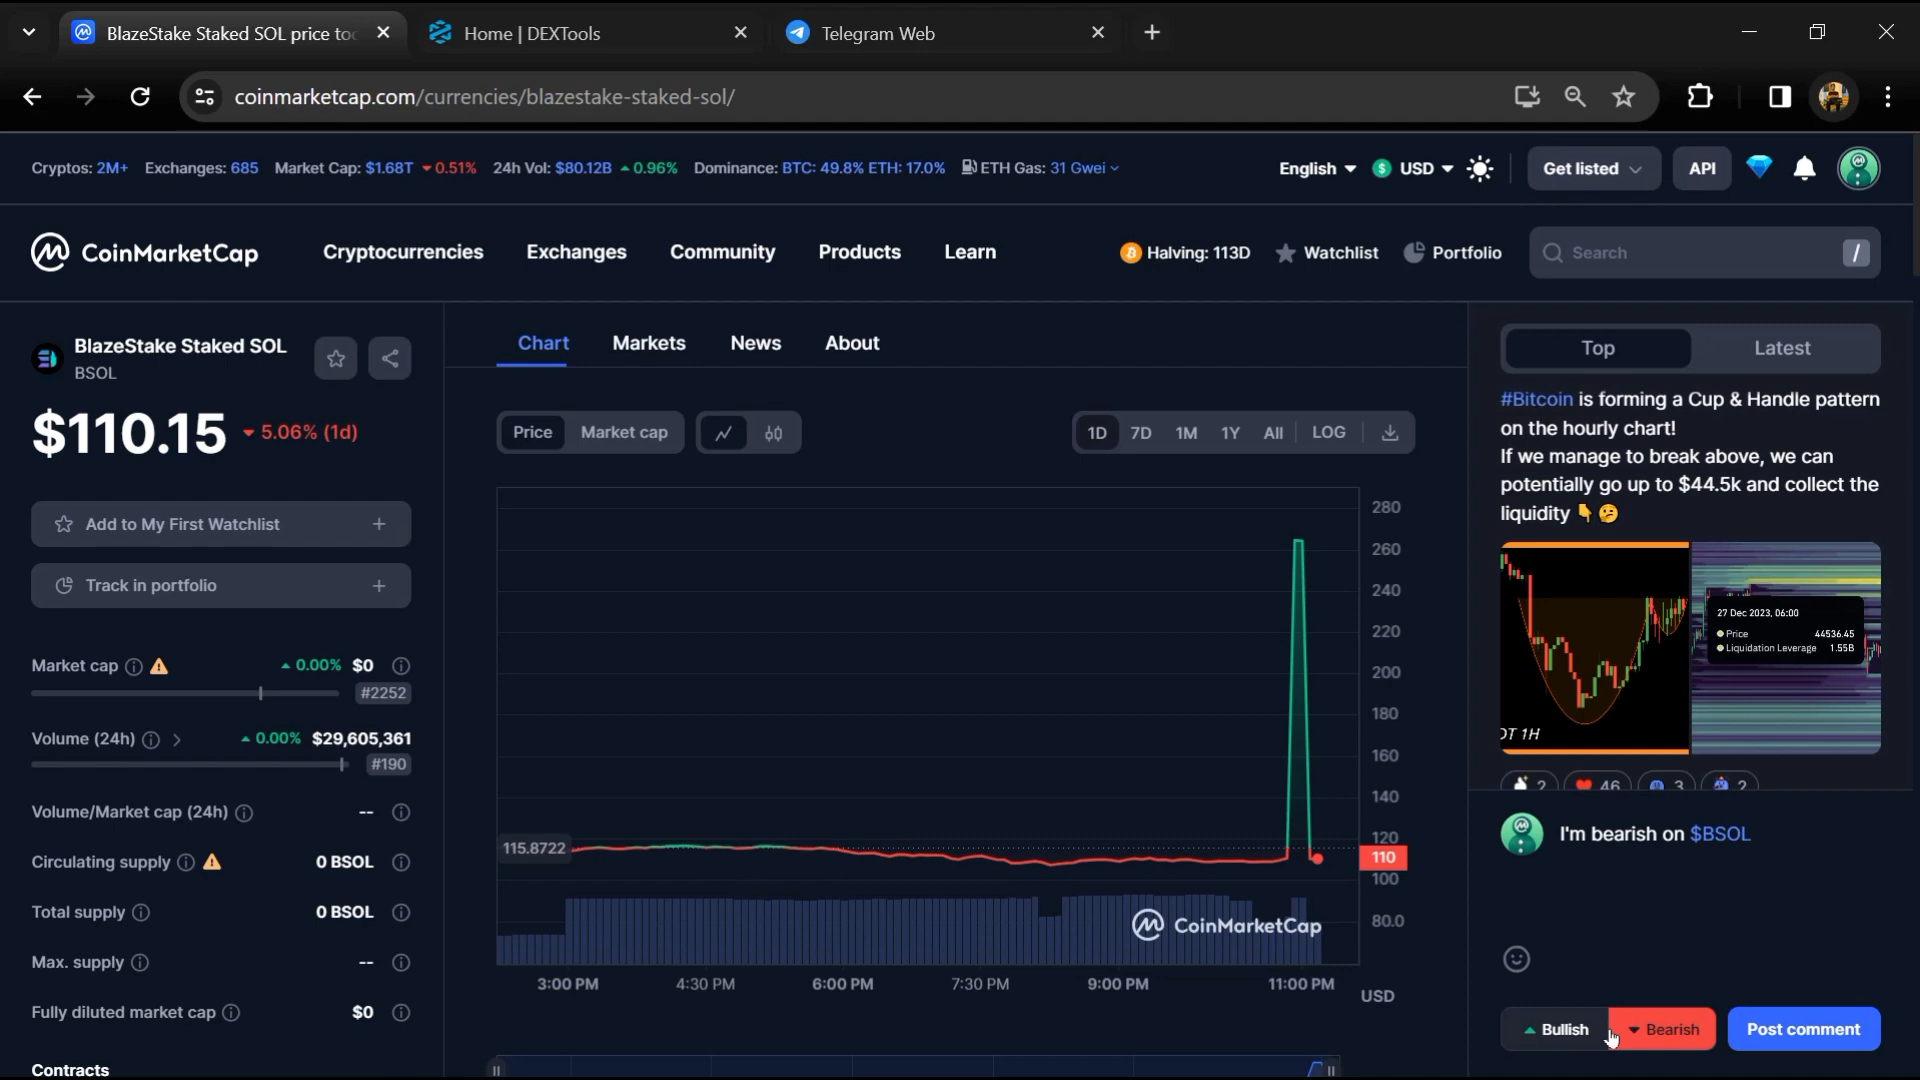 BlazeStake Staked SOL price to
Home | DEXTools
Telegram Web
coinmarketcap.com/currencies/blazestake-staked-sol/
Cryptos: 2M+ Exchanges: 685 Market Cap: $1.68T 0.51% 24h Vol: $80.12B 0.96% Dominance: BTC: 49.8% ETH: 17.0% ETH Gas: 31 Gwei
English USD Get listed API
CoinMarketCap
Cryptocurrencies Exchanges Community Products Learn
Halving: 113D Watchlist Portfolio Search /
BlazeStake Staked SOL
BSOL
$110.15 5.06% (1d)
Add to My First Watchlist +
Track in portfolio +
Market cap 0.00% $0
#2252
Volume (24h) 0.00% $29,605,361
#190
Volume/Market cap (24h) --
Circulating supply 0 BSOL
Total supply 0 BSOL
Max. supply --
Fully diluted market cap $0
Contracts
Chart Markets News About
Price Market cap
1D 7D 1M 1Y All LOG
280
260
240
220
200
180
160
140
120
115.8722
110
100
80.0
CoinMarketCap
3:00 PM 4:30 PM 6:00 PM 7:30 PM 9:00 PM 11:00 PM
USD
Top Latest
#Bitcoin is forming a Cup & Handle pattern
on the hourly chart!
If we manage to break above, we can
potentially go up to $44.5k and collect the
liquidity
27 Dec 2023, 06:00
Price 44536.45
Liquidation Leverage 1.55B
DT 1H
2 46 3 2
I'm bearish on $BSOL
Bullish Bearish Post comment